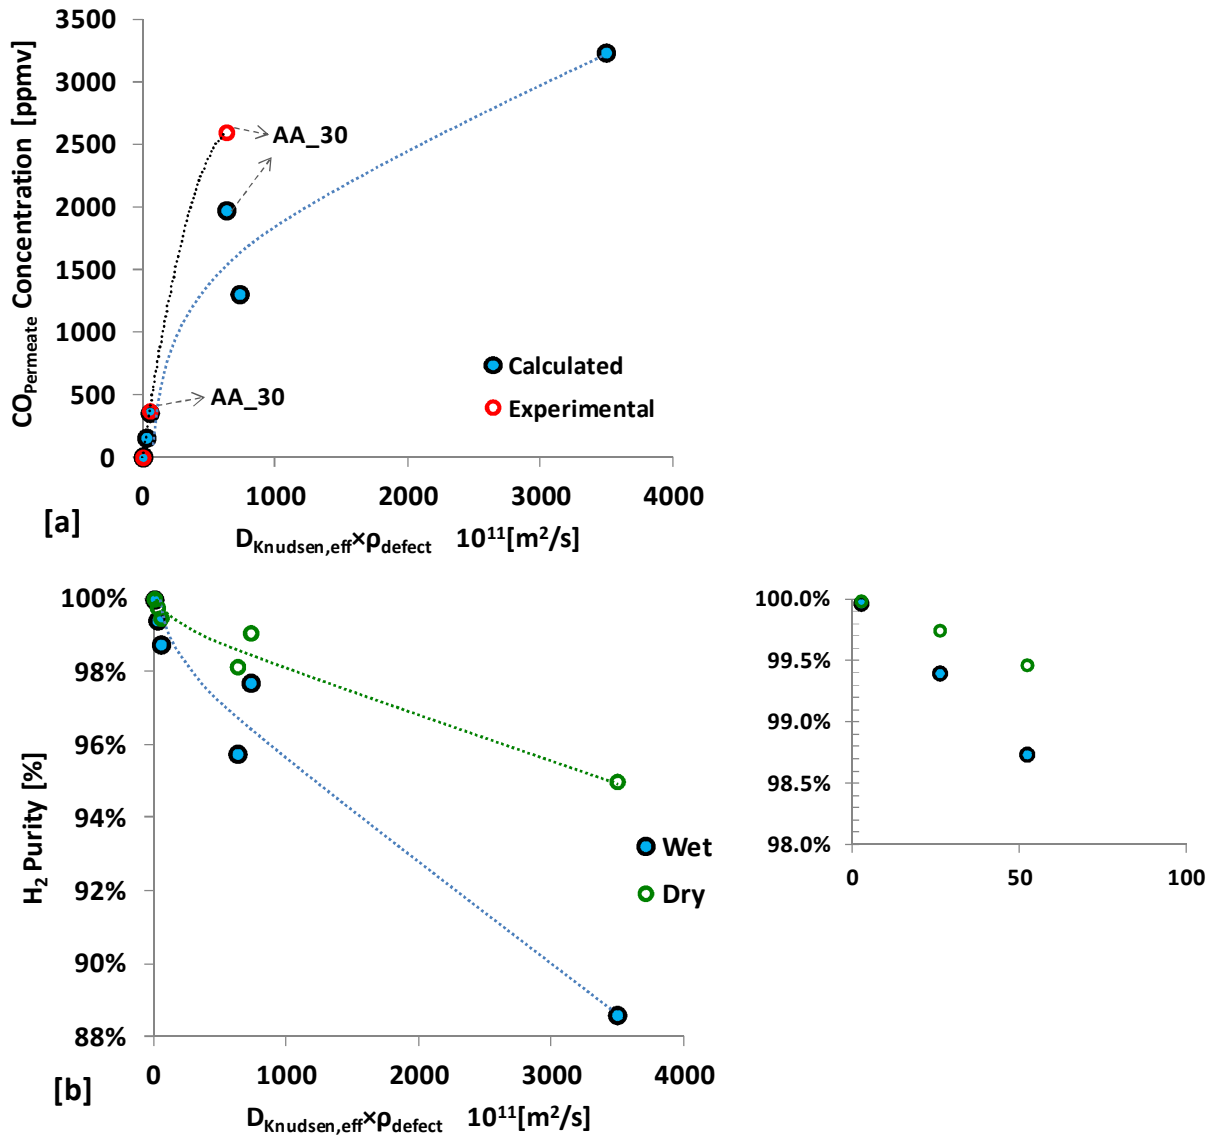 3500
3000
2500
2000
1500
1000
500
0
CO_Permeate Concentration [ppmv]
AA_30
AA_30
Calculated
Experimental
0 1000 2000 3000 4000
[a]
D_Knudsen,eff×ρ_defect 10^11[m^2/s]
100%
98%
96%
94%
92%
90%
88%
H_2 Purity [%]
Wet
Dry
0 1000 2000 3000 4000
[b]
D_Knudsen,eff×ρ_defect 10^11[m^2/s]
100.0%
99.5%
99.0%
98.5%
98.0%
0 50 100